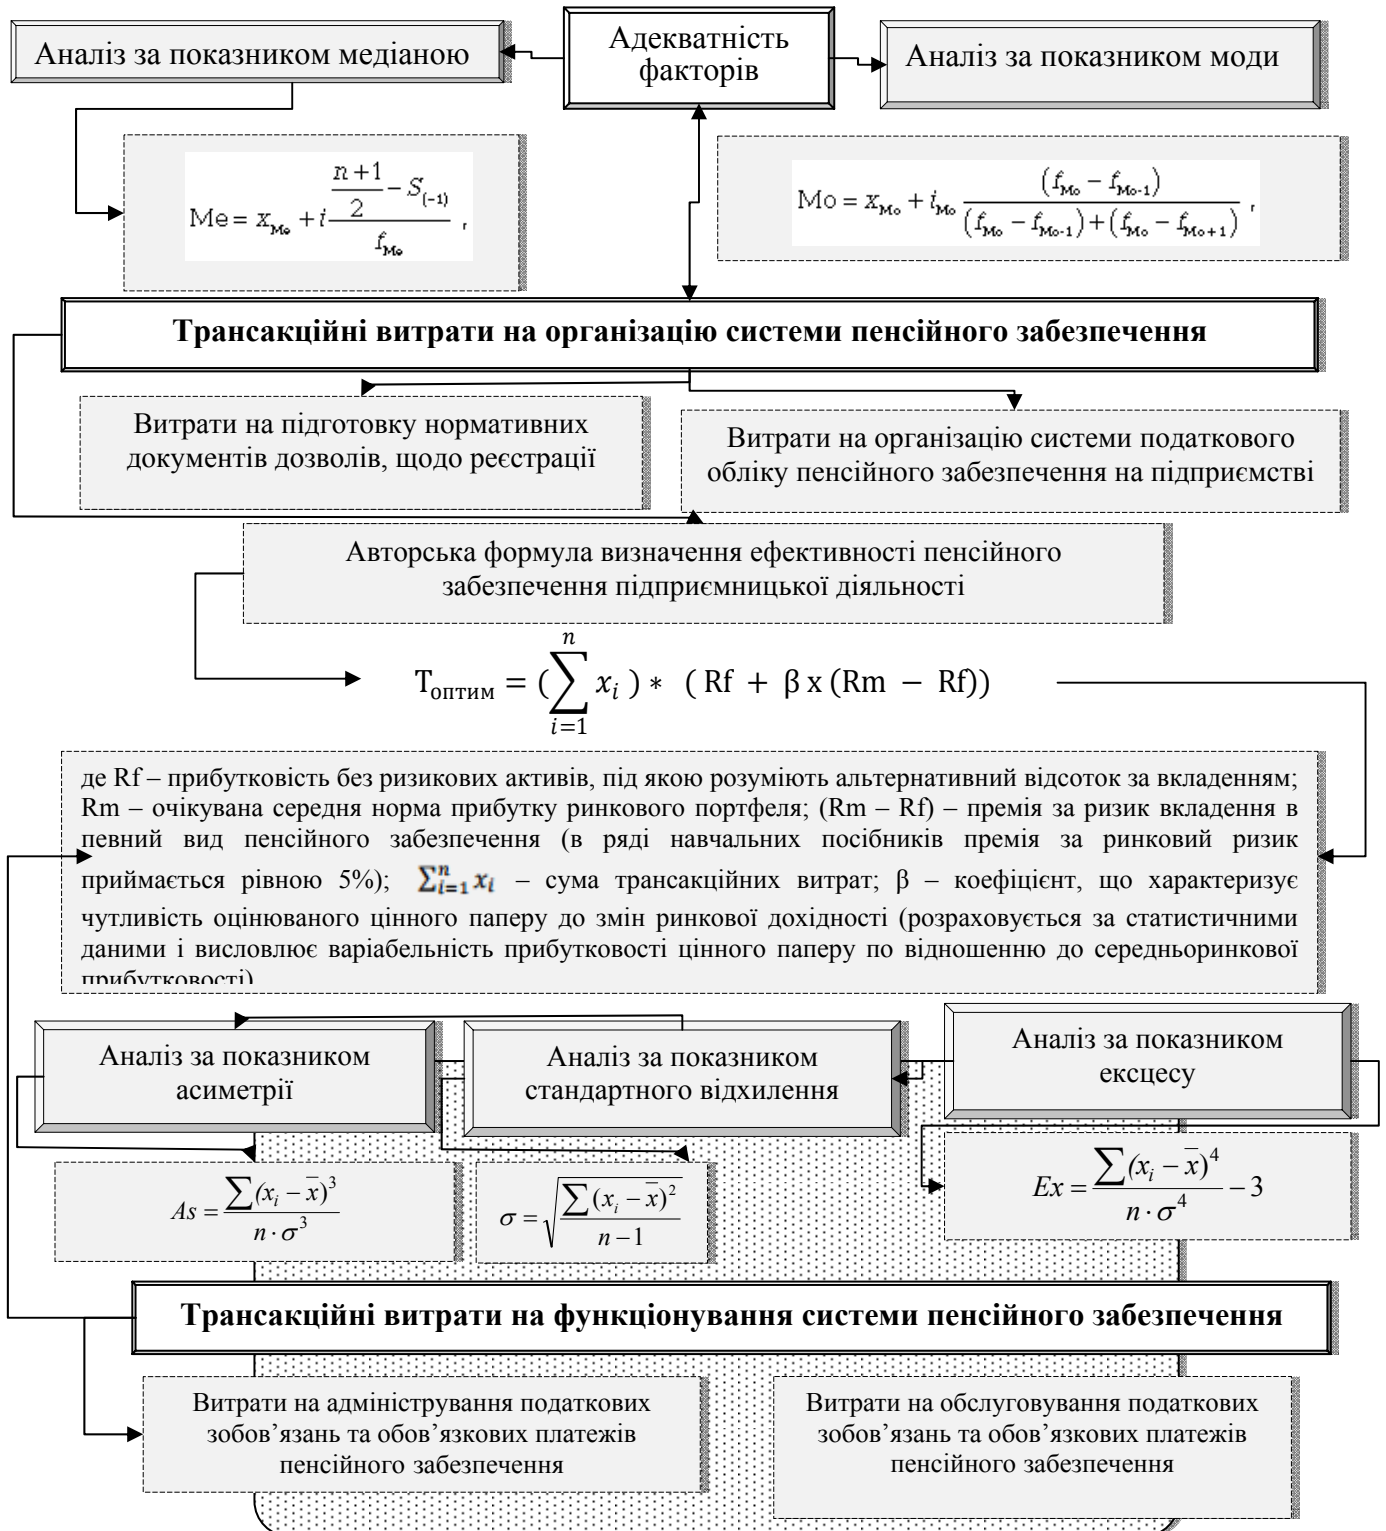 Аналіз за показником медіаною
Адекватність
факторів
Аналіз за показником моди
Me = x_Me + i ((n+1)/2 − S_(-1)) / f_Me ,
Mo = x_Mo + i_Mo (f_Mo − f_Mo-1) / ((f_Mo − f_Mo-1) + (f_Mo − f_Mo+1)) ,
Трансакційні витрати на організацію системи пенсійного забезпечення
Витрати на підготовку нормативних
документів дозволів, щодо реєстрації
Витрати на організацію системи податкового
обліку пенсійного забезпечення на підприємстві
Авторська формула визначення ефективності пенсійного
забезпечення підприємницької діяльності
T_оптим = (∑_{i=1}^{n} x_i ) * ( Rf + β x (Rm − Rf))
де Rf – прибутковість без ризикових активів, під якою розуміють альтернативний відсоток за вкладенням;
Rm – очікувана середня норма прибутку ринкового портфеля; (Rm – Rf) – премія за ризик вкладення в
певний вид пенсійного забезпечення (в ряді навчальних посібників премія за ринковий ризик
приймається рівною 5%); ∑_{i=1}^{n} x_i – сума трансакційних витрат; β – коефіцієнт, що характеризує
чутливість оцінюваного цінного паперу до змін ринкової дохідності (розраховується за статистичними
даними і висловлює варіабельність прибутковості цінного паперу по відношенню до середньоринкової
прибутковості)
Аналіз за показником
асиметрії
Аналіз за показником
стандартного відхилення
Аналіз за показником
ексцесу
As = ∑(x_i − x̄)^3 / (n · σ^3)
σ = √(∑(x_i − x̄)^2 / (n − 1))
Ex = ∑(x_i − x̄)^4 / (n · σ^4) − 3
Трансакційні витрати на функціонування системи пенсійного забезпечення
Витрати на адміністрування податкових
зобов’язань та обов’язкових платежів
пенсійного забезпечення
Витрати на обслуговування податкових
зобов’язань та обов’язкових платежів
пенсійного забезпечення